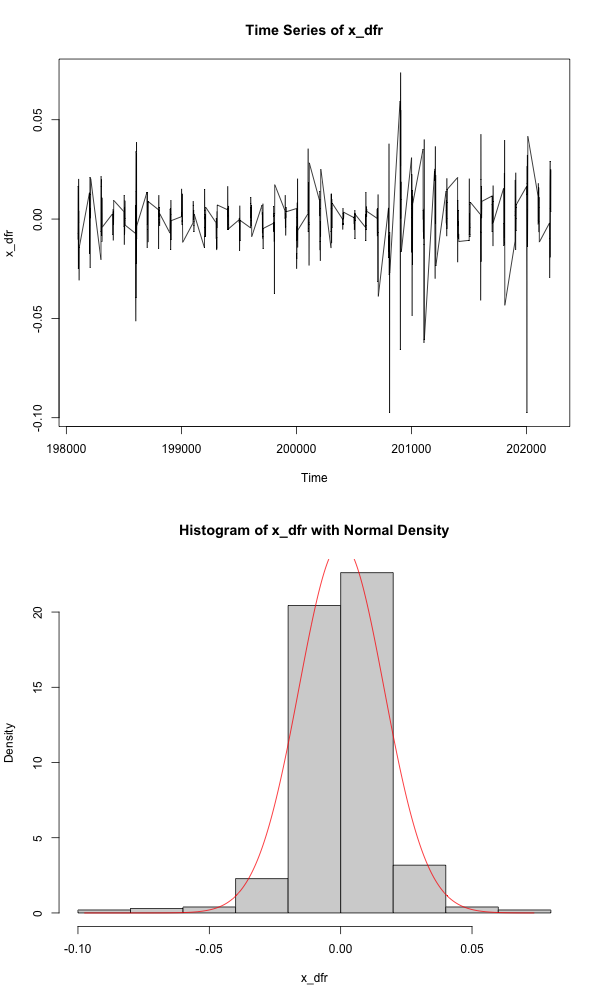 Time Series of x_dfr
x_dfr
0.05
0.00
-0.05
-0.10
198000 199000 200000 201000 202000
Time
Histogram of x_dfr with Normal Density
Density
20
15
10
5
0
-0.10 -0.05 0.00 0.05
x_dfr